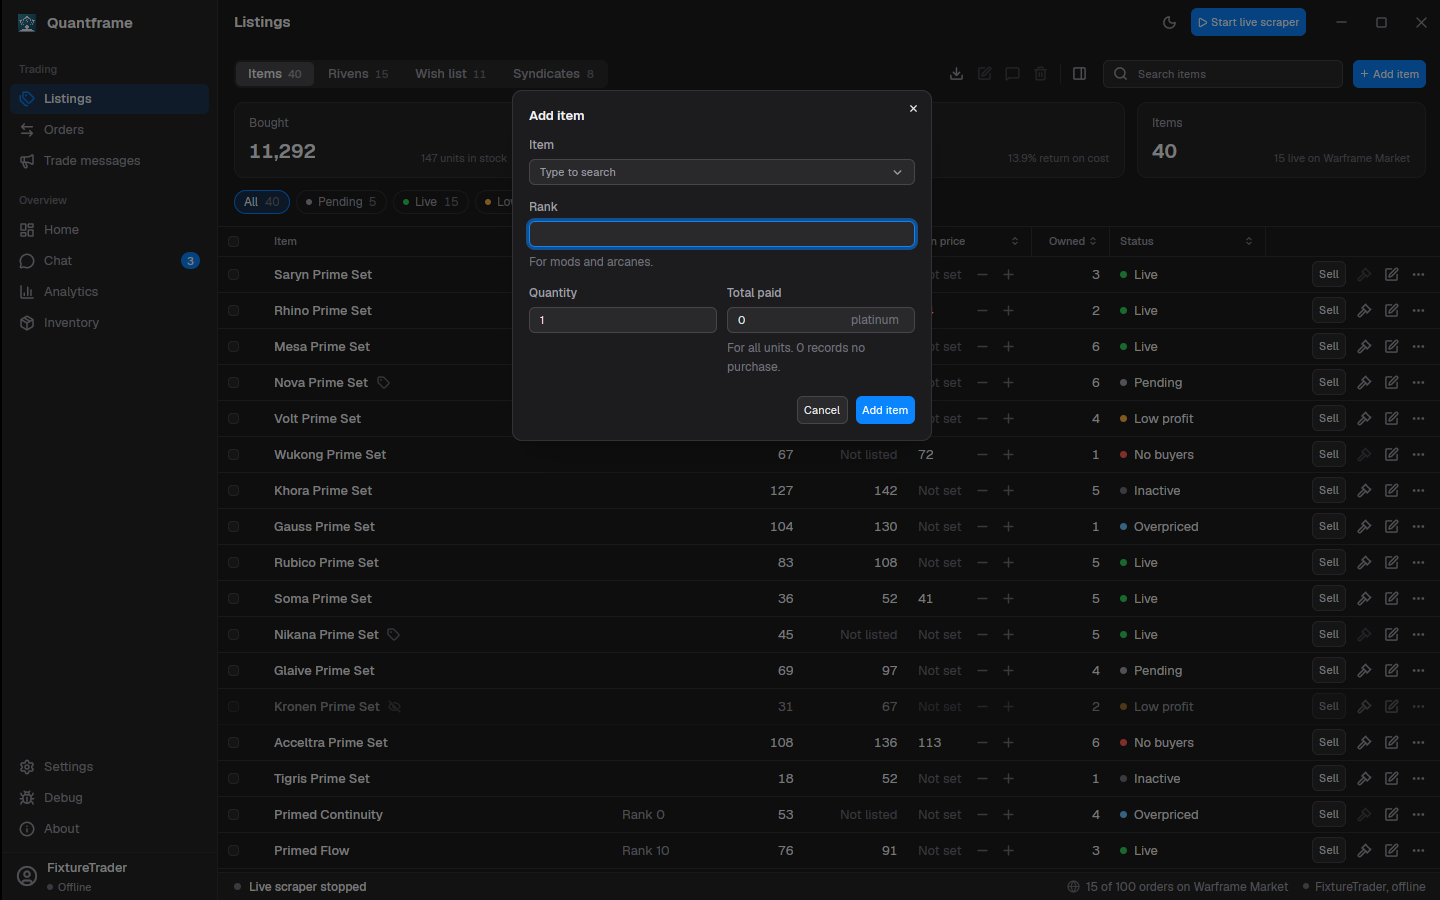 Quantframe
Listings
Start live scraper
Trading
Listings
Orders
Trade messages
Overview
Home
Chat 3
Analytics
Inventory
Settings
Debug
About
FixtureTrader
Offline
Items 40 Rivens 15 Wish list 11 Syndicates 8
Search items
+ Add item
Bought
11,292
147 units in stock
13.9% return on cost
Items
40
15 live on Warframe Market
All 40 Pending 5 Live 15
Add item
Item
Type to search
Rank
For mods and arcanes.
Quantity
1
Total paid
0 platinum
For all units. 0 records no
purchase.
Cancel Add item
Item price Owned Status
Saryn Prime Set 3 Live Sell
Rhino Prime Set 2 Live Sell
Mesa Prime Set 6 Live Sell
Nova Prime Set 6 Pending Sell
Volt Prime Set 4 Low profit Sell
Wukong Prime Set 67 Not listed 72 1 No buyers Sell
Khora Prime Set 127 142 Not set 5 Inactive Sell
Gauss Prime Set 104 130 Not set 1 Overpriced Sell
Rubico Prime Set 83 108 Not set 5 Live Sell
Soma Prime Set 36 52 41 5 Live Sell
Nikana Prime Set 45 Not listed Not set 5 Live Sell
Glaive Prime Set 69 97 Not set 4 Pending Sell
Kronen Prime Set 31 67 Not set 2 Low profit Sell
Acceltra Prime Set 108 136 113 6 No buyers Sell
Tigris Prime Set 18 52 Not set 1 Inactive Sell
Primed Continuity Rank 0 53 Not listed Not set 4 Overpriced Sell
Primed Flow Rank 10 76 91 Not set 3 Live Sell
Live scraper stopped
15 of 100 orders on Warframe Market
FixtureTrader, offline